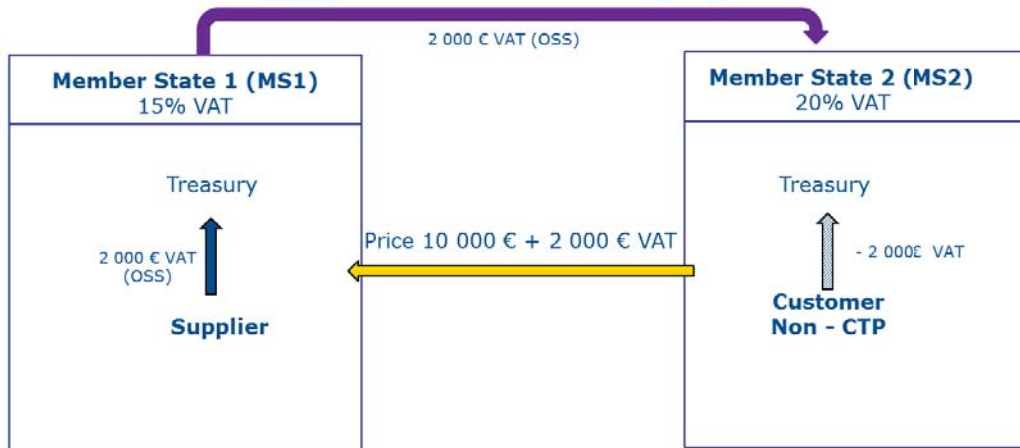 2 000 € VAT (OSS)
Member State 1 (MS1)
15% VAT
Member State 2 (MS2)
20% VAT
Treasury
Treasury
2 000 € VAT
(OSS)
Price 10 000 € + 2 000 € VAT
- 2 000£ VAT
Supplier
Customer
Non - CTP